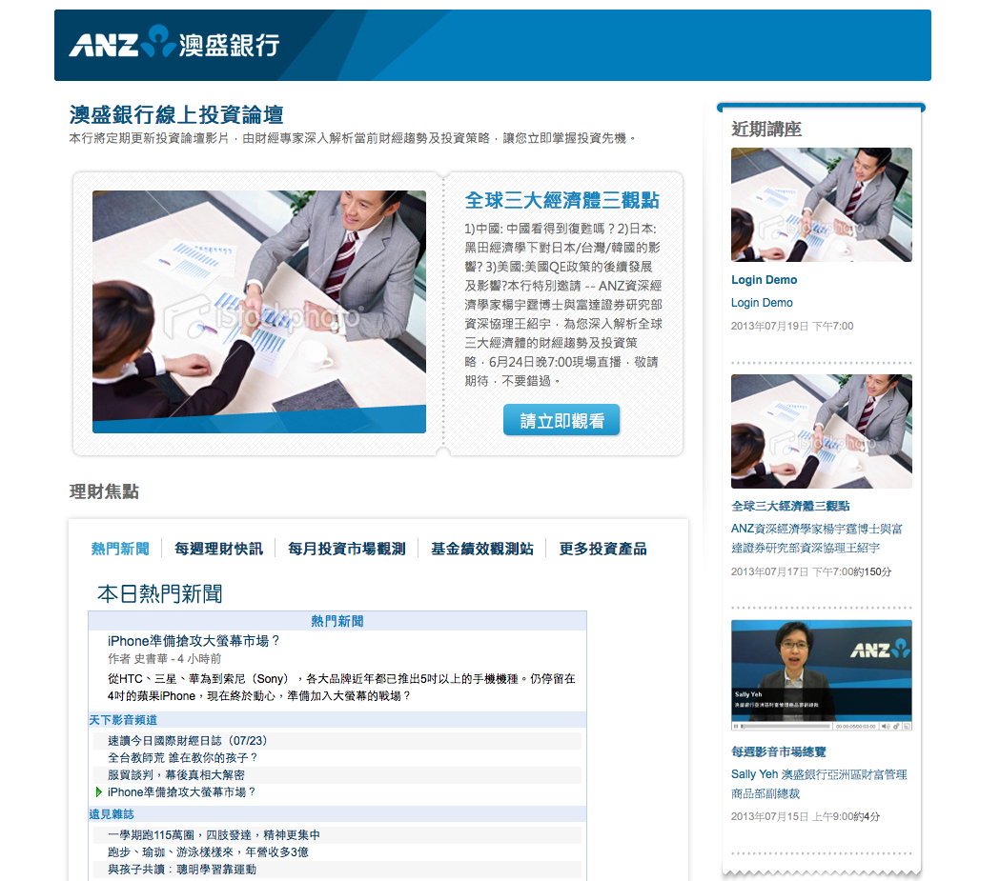 ANZ 澳盛銀行
澳盛銀行線上投資論壇
本行將定期更新投資論壇影片，由財經專家深入解析當前財經趨勢及投資策略，讓您立即掌握投資先機。
iStockphoto
全球三大經濟體三觀點
1)中國: 中國看得到復甦嗎？2)日本:
黑田經濟學下對日本/台灣/韓國的影
響? 3)美國:美國QE政策的後續發展
及影響?本行特別邀請 -- ANZ資深經
濟學家楊宇霆博士與富達證券研究部
資深協理王紹宇，為您深入解析全球
三大經濟體的財經趨勢及投資策
略，6月24日晚7:00現場直播，敬請
期待，不要錯過。
請立即觀看
理財焦點
熱門新聞
每週理財快訊
每月投資市場觀測
基金績效觀測站
更多投資產品
本日熱門新聞
熱門新聞
iPhone準備搶攻大螢幕市場？
作者 史書華 - 4 小時前
從HTC、三星、華為到索尼（Sony），各大品牌近年都已推出5吋以上的手機機種。仍停留在
4吋的蘋果iPhone，現在終於動心，準備加入大螢幕的戰場？
天下影音頻道
速讀今日國際財經日誌（07/23）
全台教師荒 誰在教你的孩子？
服貿談判，幕後真相大解密
iPhone準備搶攻大螢幕市場？
遠見雜誌
一學期跑115萬圈，四肢發達，精神更集中
跑步、瑜珈、游泳樣樣來，年營收多3億
與孩子共讀：聰明學習靠運動
近期講座
Login Demo
Login Demo
2013年07月19日 下午7:00
全球三大經濟體三觀點
ANZ資深經濟學家楊宇霆博士與富
達證券研究部資深協理王紹宇
2013年07月17日 下午7:00約150分
ANZ
Sally Yeh
澳盛銀行亞洲區財富管理商品部副總裁
每週影音市場總覽
Sally Yeh 澳盛銀行亞洲區財富管理
商品部副總裁
2013年07月15日 上午9:00約4分